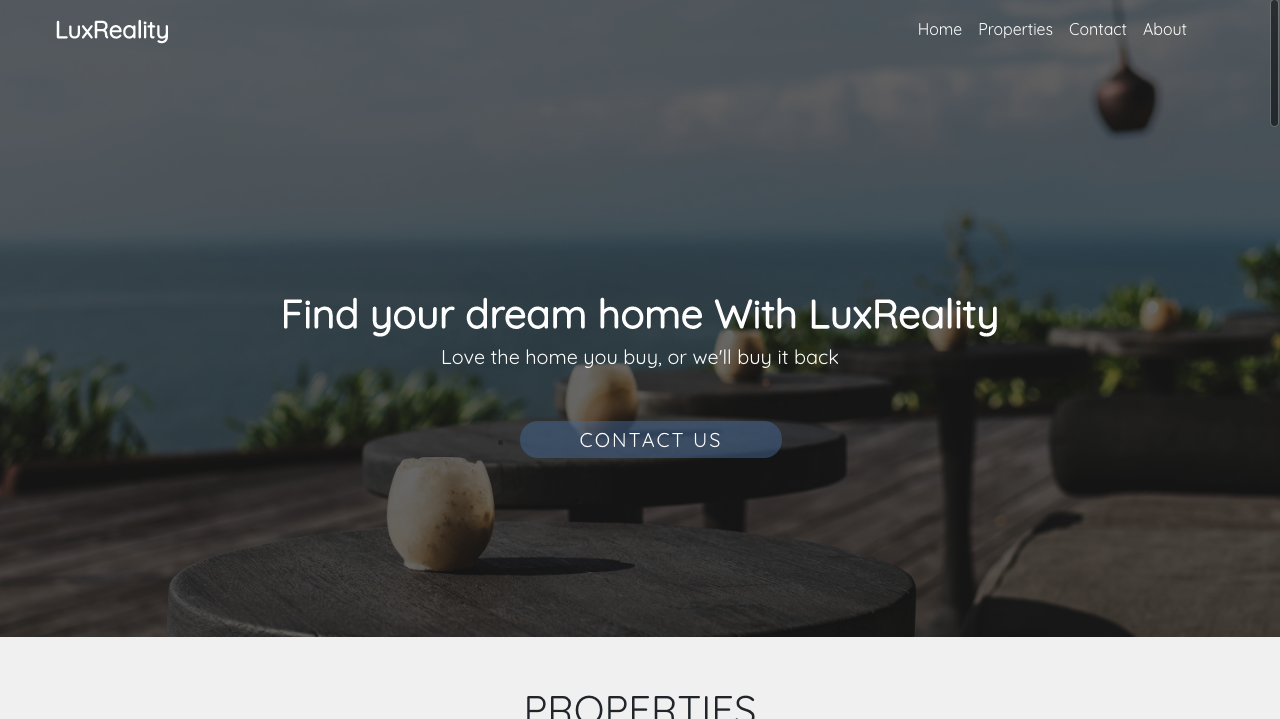 LuxReality
Home Properties Contact About
Find your dream home With LuxReality
Love the home you buy, or we'll buy it back
CONTACT US
PROPERTIES